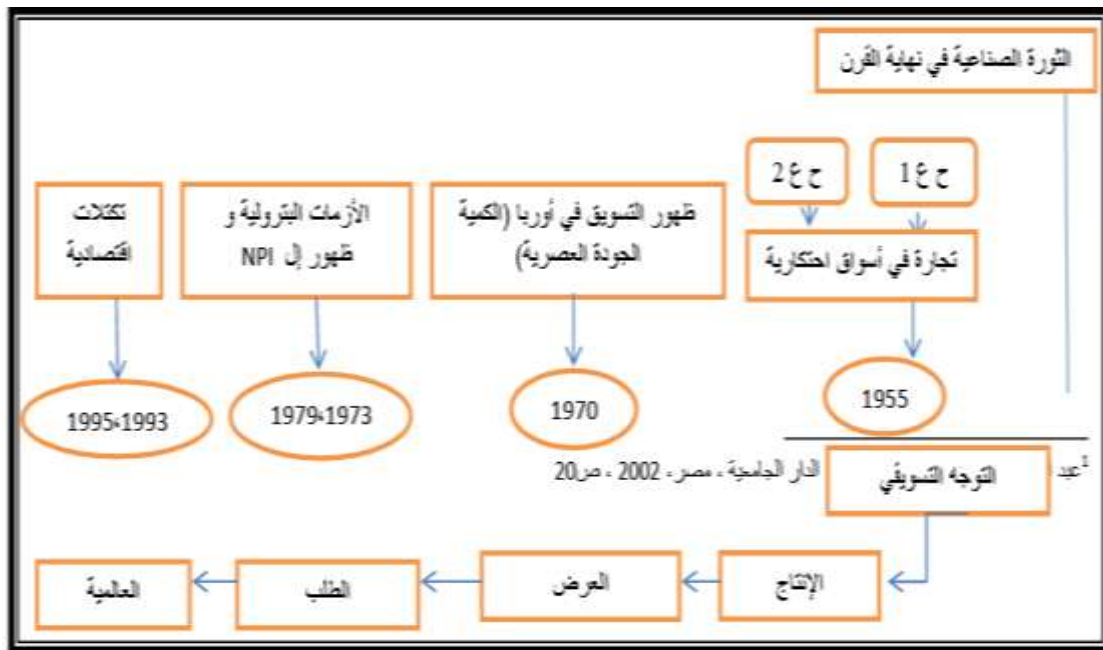 الثورة الصناعية في نهاية القرن
ح ع 1
ح ع 2
تجارة في أسواق احتكارية
ظهور التسويق في أوربا (الكمية
الجودة العصرية)
الأزمات البترولية و
ظهور إل NPI
تكتلات
اقتصادية
1955
1970
1973،1979
1993،1995
1عبد
الدار الجامعية ، مصر، 2002 ، ص20
التوجه التسويقي
الإنتاج
العرض
الطلب
العالمية